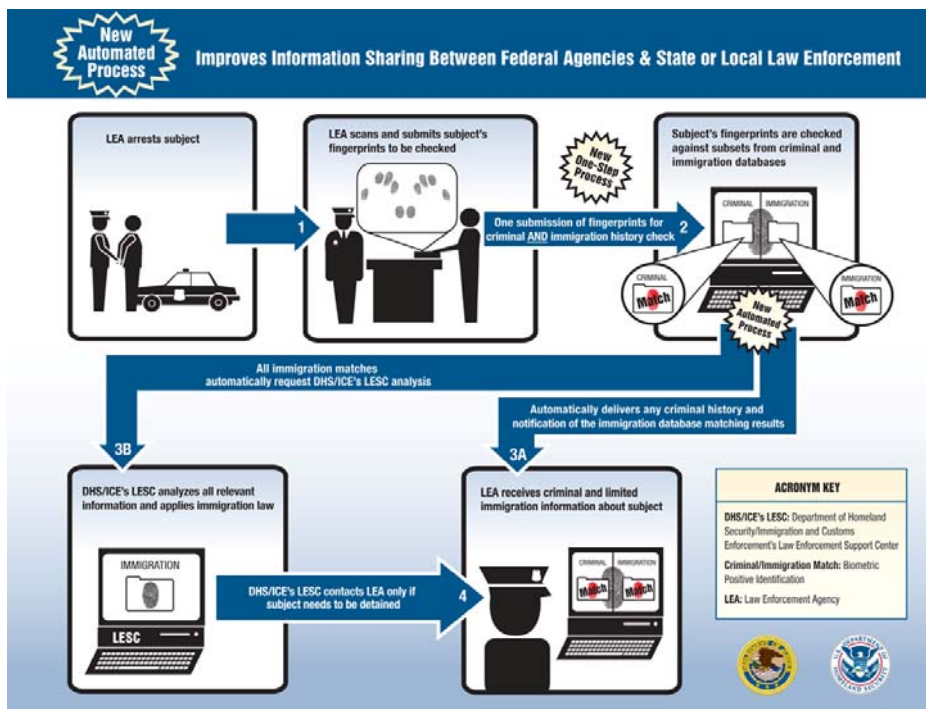 New
Automated
Process
Improves Information Sharing Between Federal Agencies & State or Local Law Enforcement
LEA arrests subject
1
LEA scans and submits subject's
fingerprints to be checked
New
One-Step
Process
One submission of fingerprints for
criminal AND immigration history check
2
Subject's fingerprints are checked
against subsets from criminal and
immigration databases
CRIMINAL
IMMIGRATION
CRIMINAL
Match
IMMIGRATION
Match
New
Automated
Process
All immigration matches
automatically request DHS/ICE's LESC analysis
3B
Automatically delivers any criminal history and
notification of the immigration database matching results
3A
DHS/ICE's LESC analyzes all relevant
information and applies immigration law
IMMIGRATION
LESC
DHS/ICE's LESC contacts LEA only if
subject needs to be detained
4
LEA receives criminal and limited
immigration information about subject
CRIMINAL
IMMIGRATION
Match
Match
ACRONYM KEY
DHS/ICE's LESC: Department of Homeland
Security/Immigration and Customs
Enforcement's Law Enforcement Support Center
Criminal/Immigration Match: Biometric
Positive Identification
LEA: Law Enforcement Agency
U.S. DEPARTMENT OF
HOMELAND SECURITY